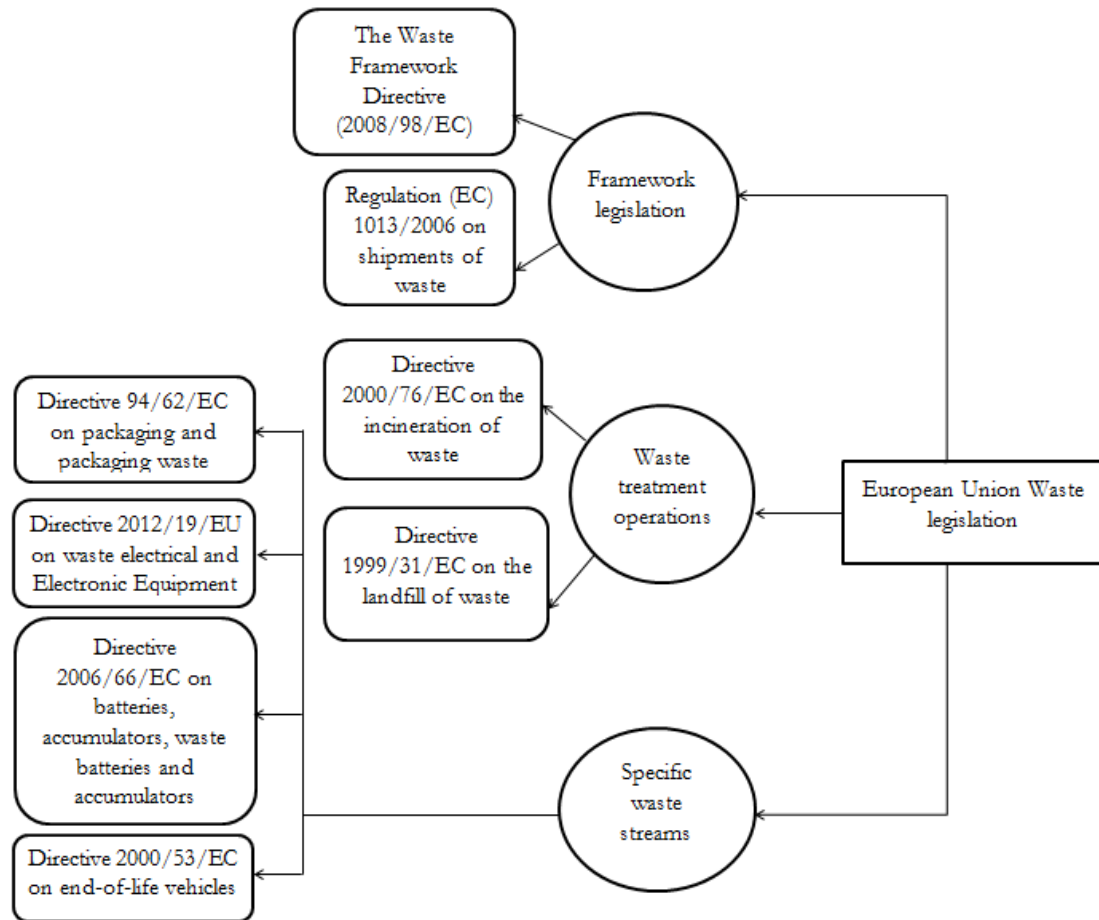 The Waste
Framework
Directive
(2008/98/EC)
Regulation (EC)
1013/2006 on
shipments of
waste
Framework
legislation
Directive
2000/76/EC on the
incineration of
waste
Directive
1999/31/EC on the
landfill of waste
Waste
treatment
operations
European Union Waste
legislation
Directive 94/62/EC
on packaging and
packaging waste
Directive 2012/19/EU
on waste electrical and
Electronic Equipment
Directive
2006/66/EC on
batteries,
accumulators, waste
batteries and
accumulators
Directive 2000/53/EC
on end-of-life vehicles
Specific
waste
streams